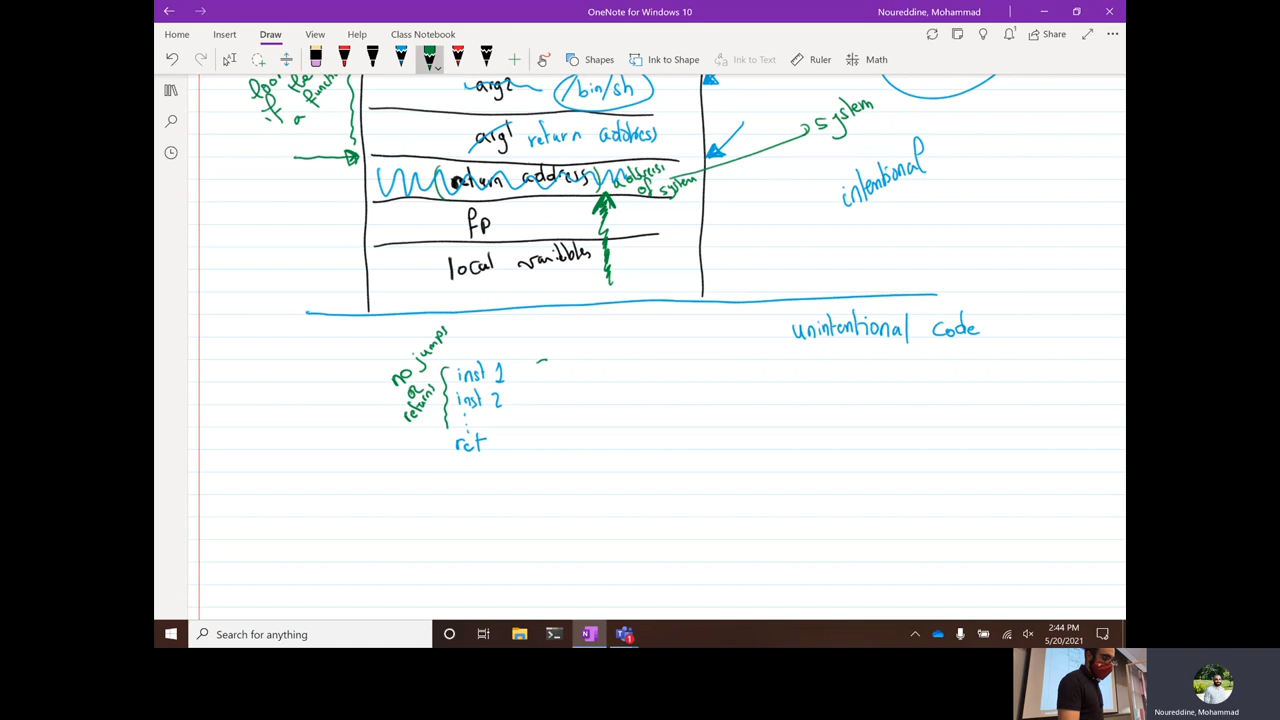 OneNote for Windows 10
Noureddine, Mohammad
Home Insert Draw View Help Class Notebook
Share
Shapes Ink to Shape Ink to Text Ruler Math
function
if a
arg2 /bin/sh
arg1 return address
return address address of system
system
intentional
fp
local variables
unintentional code
no jumps
or
returns
inst 1
inst 2
ret
Search for anything
2:44 PM
5/20/2021
Noureddine, Mohammad